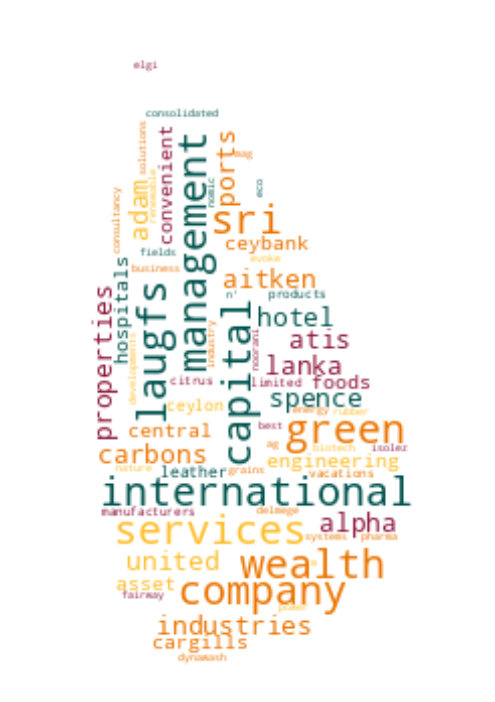 elgi
consolidated
solutions
convenient
management
ports
mag
adam
renewable
nomic
eco
consultancy
sri
ceybank
fields
evoke
hospitals
business
aitken
laugfs
n'
products
properties
capital
hotel
industry
noorani
atis
developments
lanka
citrus
limited
foods
spence
ceylon
energy
rubber
central
best
green
ag
biotech
isolez
carbons
engineering
nature
leather
grains
vacations
international
manufacturers
delmege
services
alpha
systems
pharma
united
wealth
asset
company
fairway
power
industries
cargills
dynawash